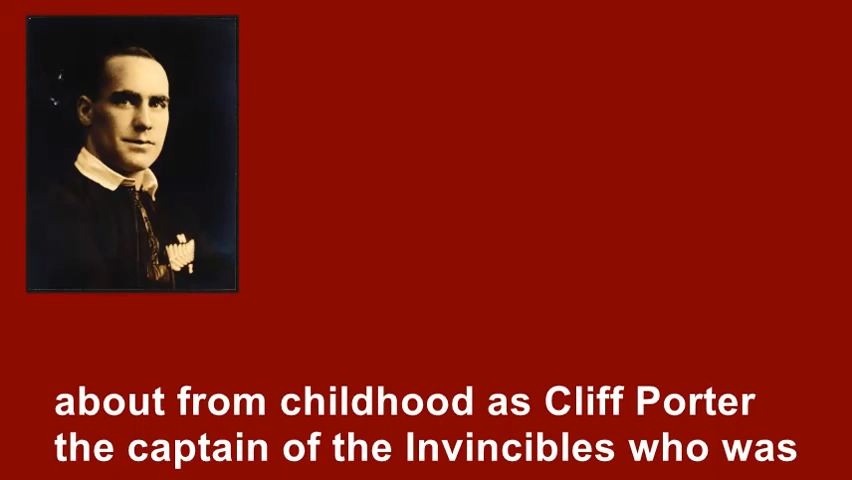 about from childhood as Cliff Porter
the captain of the Invincibles who was